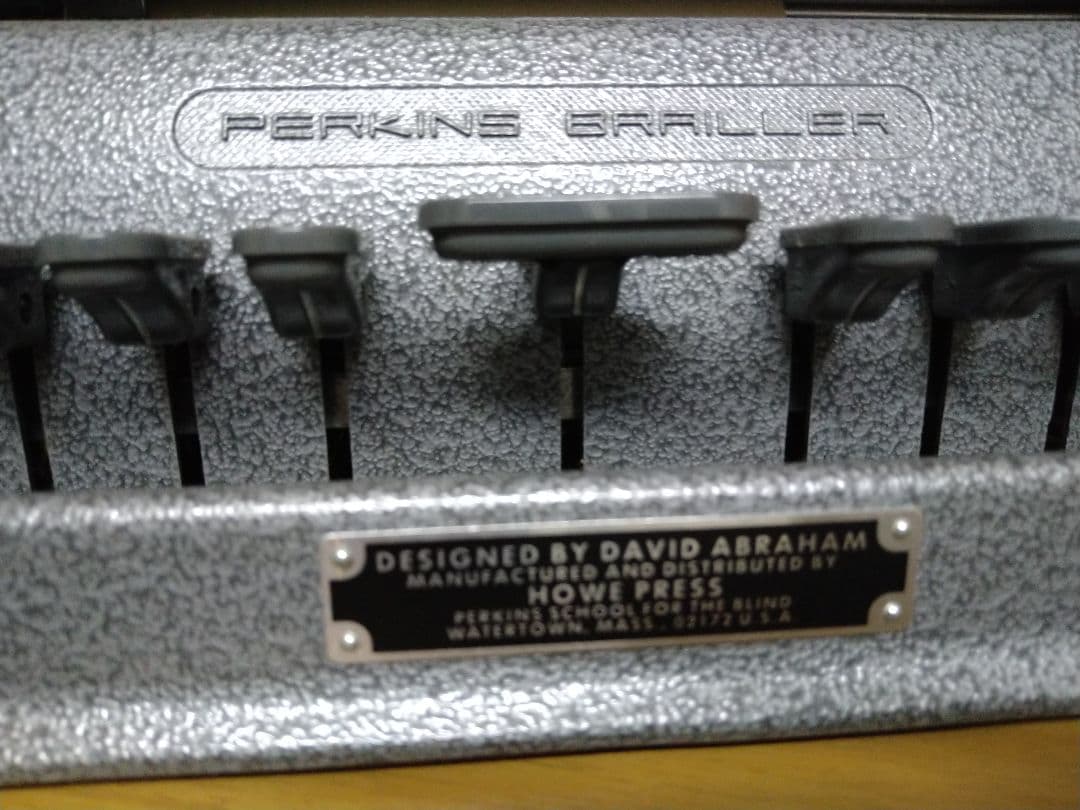 PERKINS BRAILLER
DESIGNED BY DAVID ABRAHAM
MANUFACTURED AND DISTRIBUTED BY
HOWE PRESS
PERKINS SCHOOL FOR THE BLIND
WATERTOWN, MASS - 02172 U.S.A